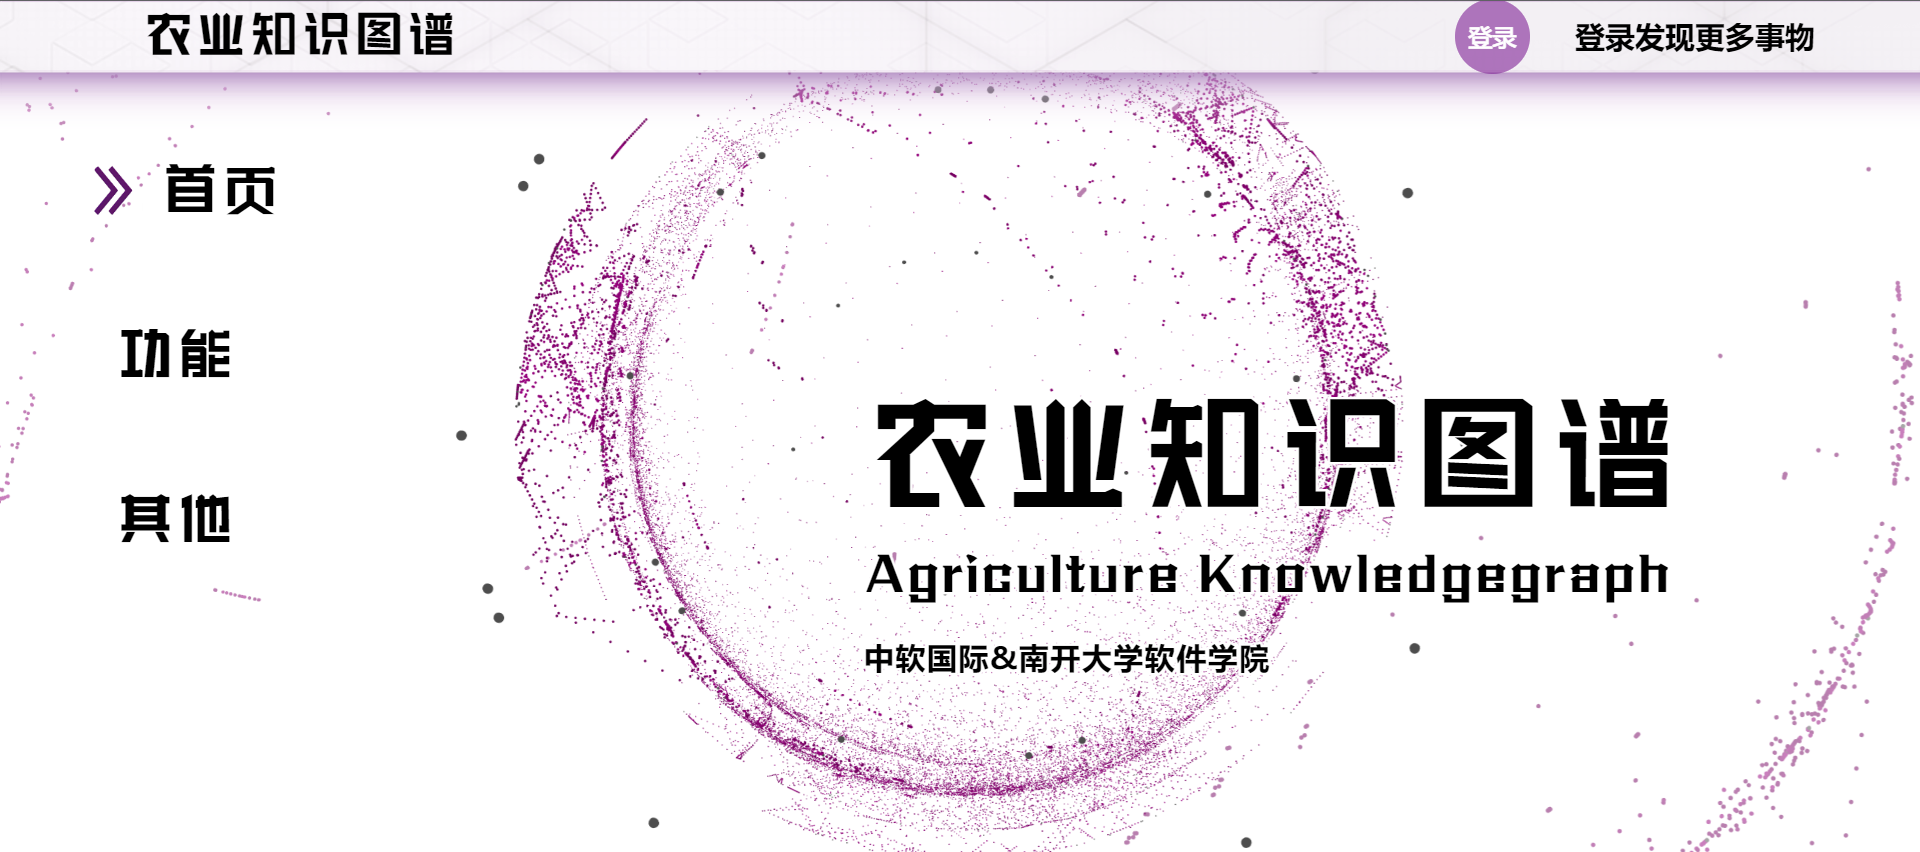 农业知识图谱
登录
登录发现更多事物
首页
功能
其他
农业知识图谱
Agriculture Knowledgegraph
中软国际&南开大学软件学院